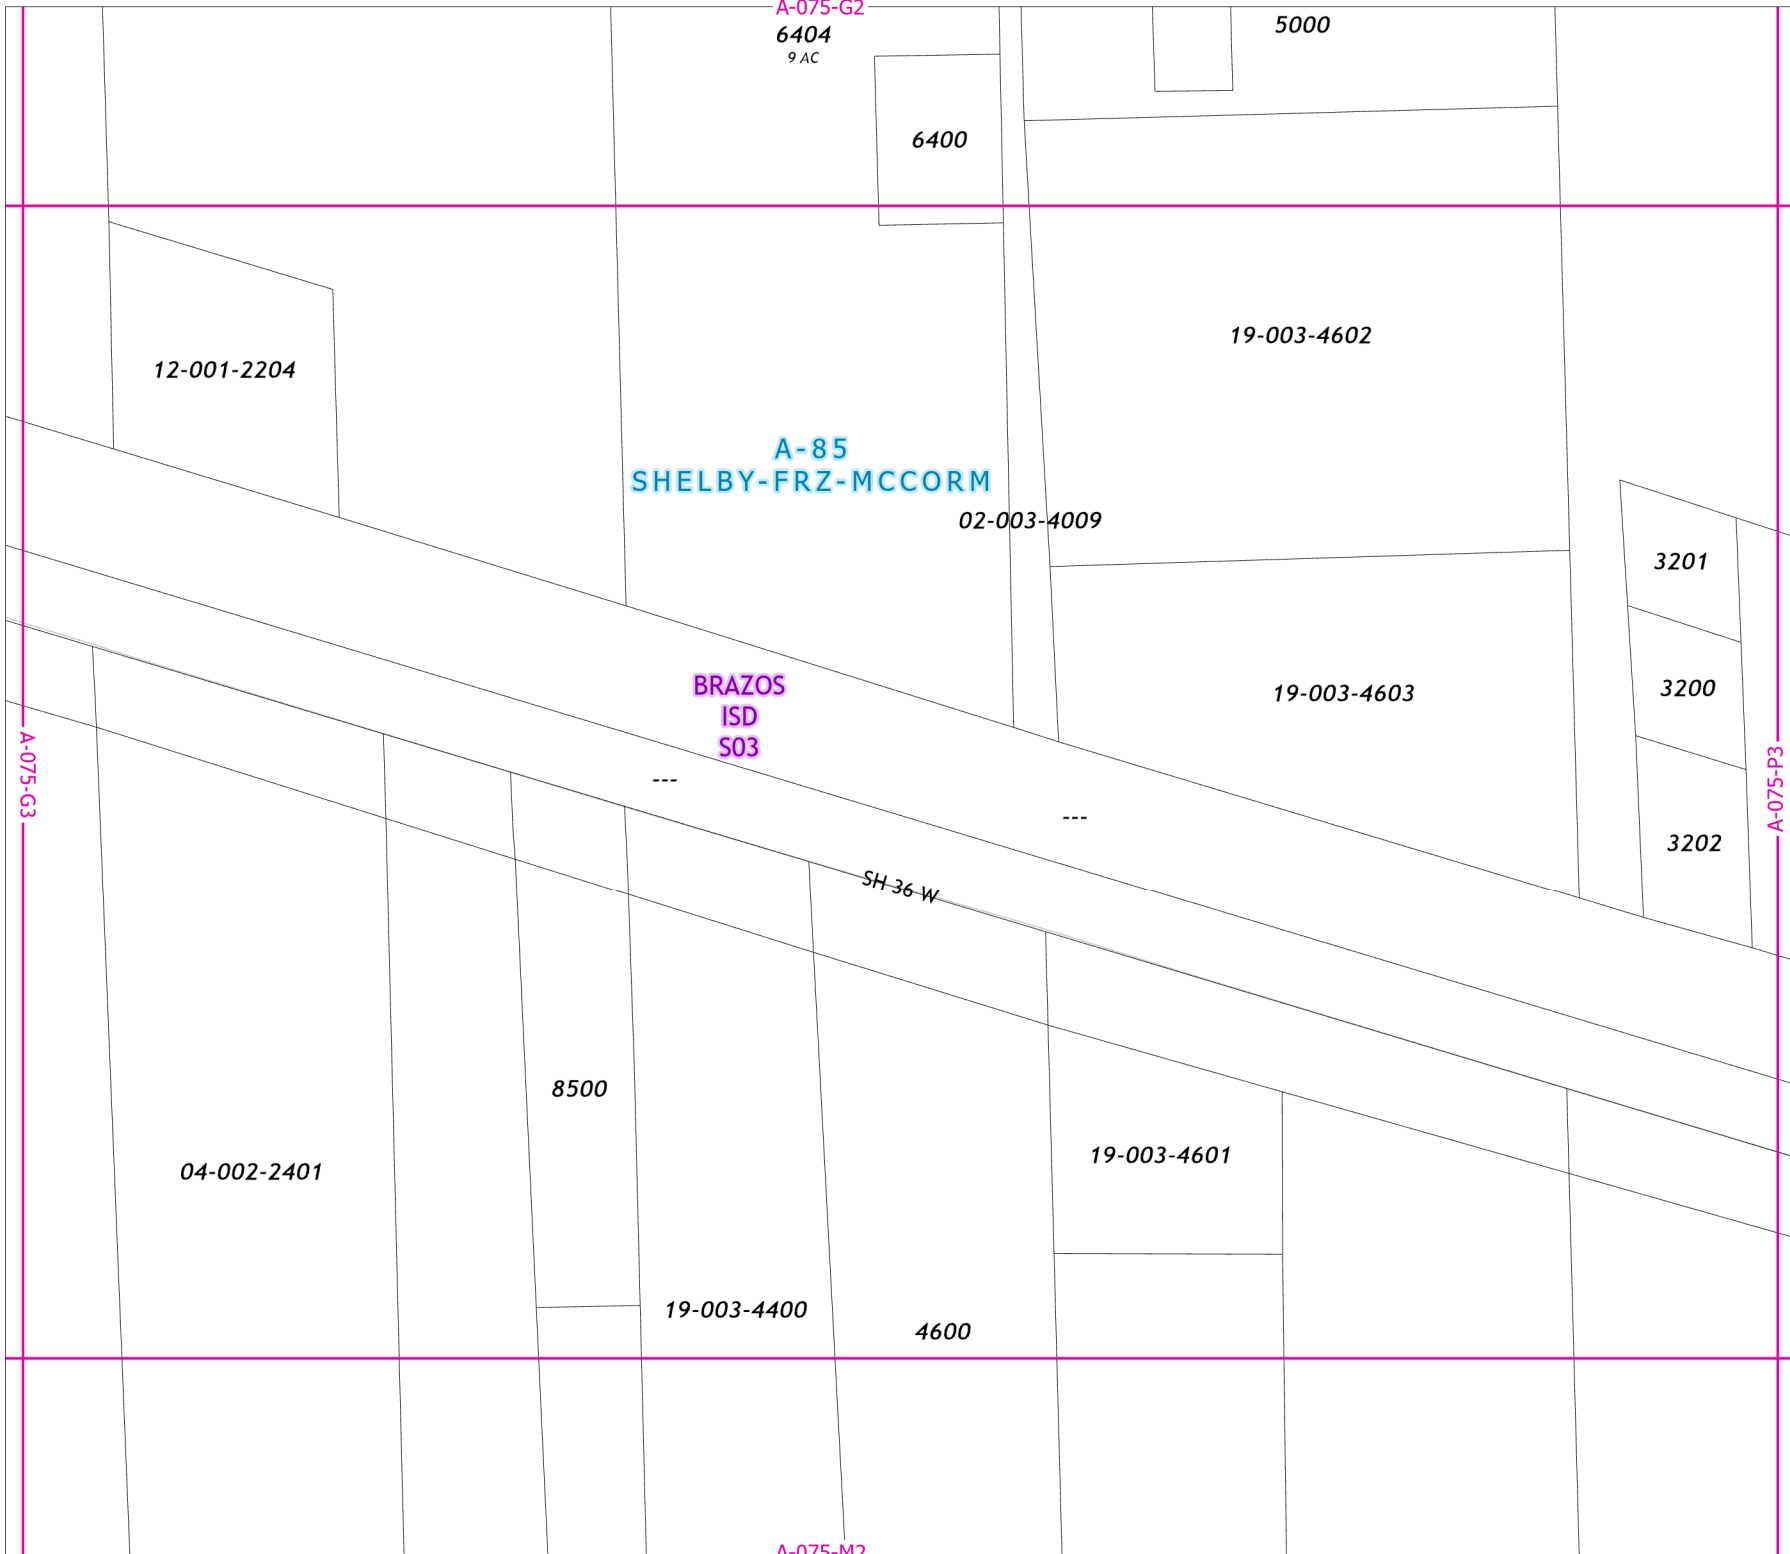 A-075-G2
6404
9 AC
5000
6400
19-003-4602
12-001-2204
A-85
SHELBY-FRZ-MCCORM
02-003-4009
3201
3200
19-003-4603
BRAZOS
ISD
S03
---
---
A-075-G3
A-075-P3
3202
SH 36 W
8500
19-003-4601
04-002-2401
19-003-4400
4600
A-075-M2